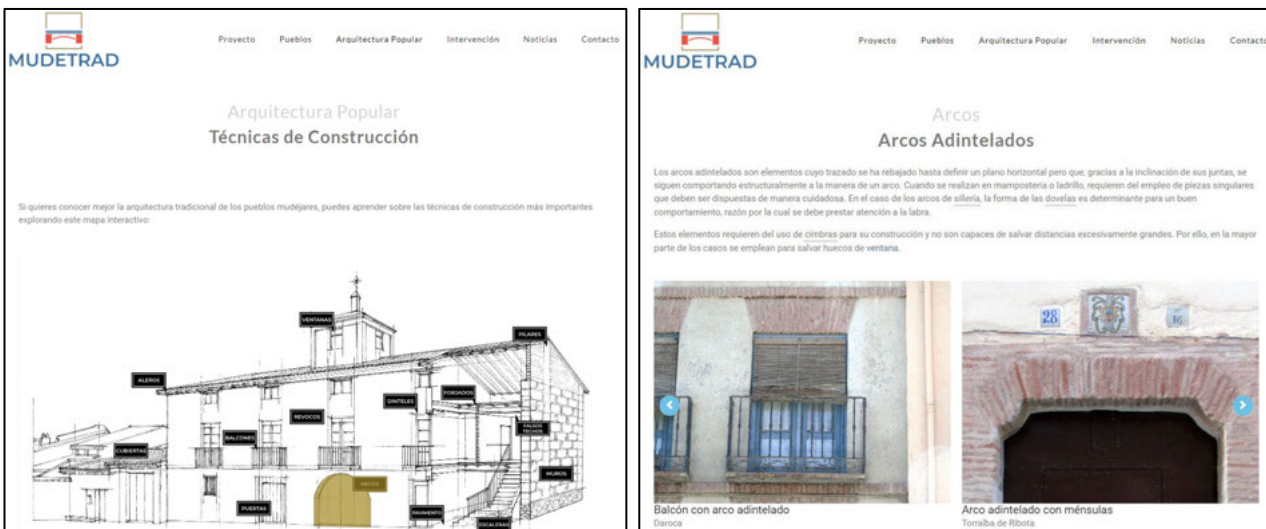 MUDETRAD
Proyecto Pueblos Arquitectura Popular Intervención Noticias Contacto
Arquitectura Popular
Técnicas de Construcción
Si quieres conocer mejor la arquitectura tradicional de los pueblos mudéjares, puedes aprender sobre las técnicas de construcción más importantes
explorando este mapa interactivo:
VENTANAS
PILARES
ALEROS
FORJADOS
DINTELES
REVOCOS
FALSOS
TECHOS
BALCONES
CUBIERTAS
MUROS
ARCOS
PUERTAS
PAVIMENTO
ESCALERAS
MUDETRAD
Proyecto Pueblos Arquitectura Popular Intervención Noticias Contacto
Arcos
Arcos Adintelados
Los arcos adintelados son elementos cuyo trazado se ha rebajado hasta definir un plano horizontal pero que, gracias a la inclinación de sus juntas, se
siguen comportando estructuralmente a la manera de un arco. Cuando se realizan en mampostería o ladrillo, requieren del empleo de piezas singulares
que deben ser dispuestas de manera cuidadosa. En el caso de los arcos de sillería, la forma de las dovelas es determinante para un buen
comportamiento, razón por la cual se debe prestar atención a la labra.
Estos elementos requieren del uso de cimbras para su construcción y no son capaces de salvar distancias excesivamente grandes. Por ello, en la mayor
parte de los casos se emplean para salvar huecos de ventana.
28
16
Balcón con arco adintelado
Daroca
Arco adintelado con ménsulas
Torralba de Ribota